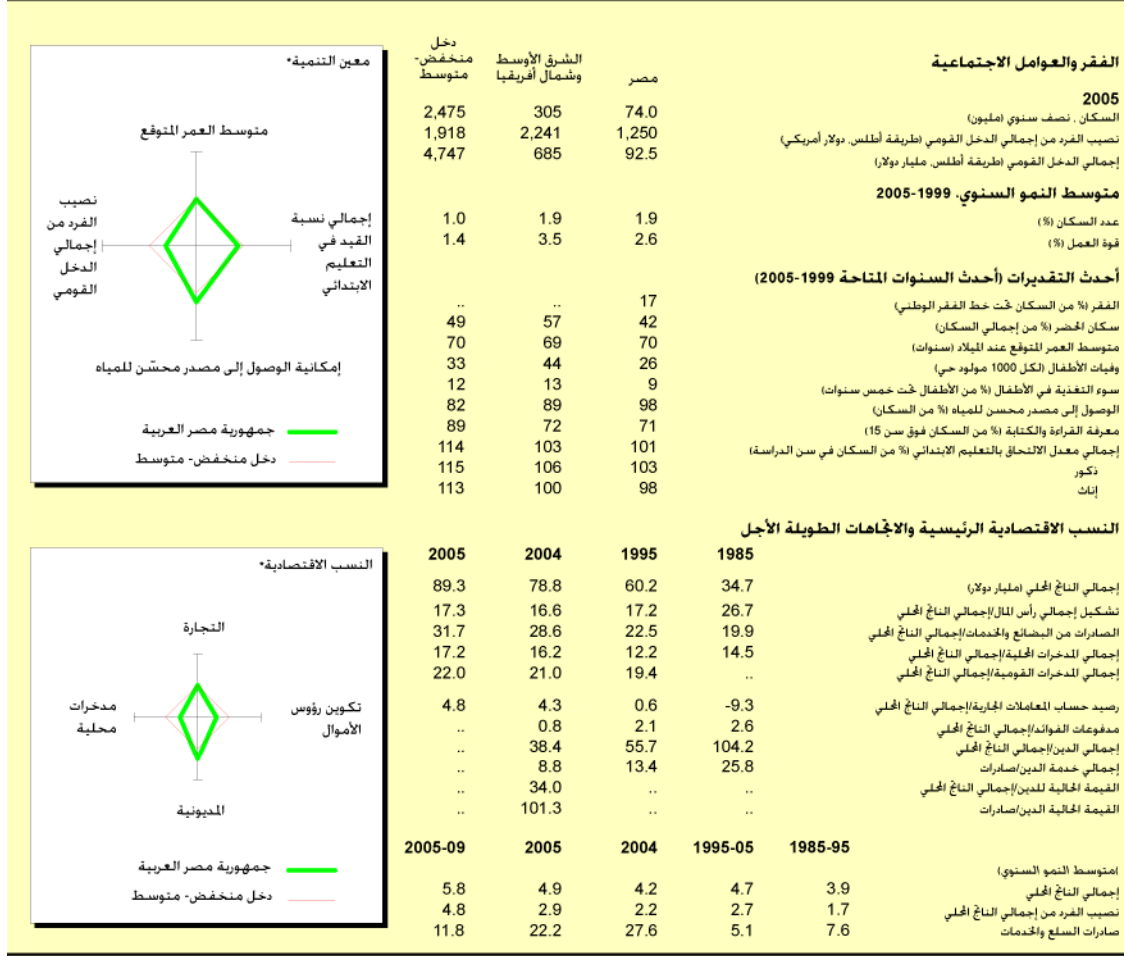 الفقر والعوامل الاجتماعية
مصر
الشرق الأوسط وشمال أفريقيا
دخل منخفض- متوسط
2005
السكان , نصف سنوي (مليون) 74.0 305 2,475
نصيب الفرد من إجمالي الدخل القومي (طريقة أطلس، دولار أمريكي) 1,250 2,241 1,918
إجمالي الدخل القومي (طريقة أطلس، مليار دولار) 92.5 685 4,747
متوسط النمو السنوي، 1999-2005
عدد السكان (%) 1.9 1.9 1.0
قوة العمل (%) 2.6 3.5 1.4
أحدث التقديرات (أحدث السنوات المتاحة 1999-2005)
الفقر (% من السكان تحت خط الفقر الوطني) 17 .. ..
سكان الحضر (% من إجمالي السكان) 42 57 49
متوسط العمر المتوقع عند الميلاد (سنوات) 70 69 70
وفيات الأطفال (لكل 1000 مولود حي) 26 44 33
سوء التغذية في الأطفال (% من الأطفال تحت خمس سنوات) 9 13 12
الوصول إلى مصدر محسن للمياه (% من السكان) 98 89 82
معرفة القراءة والكتابة (% من السكان فوق سن 15) 71 72 89
إجمالي معدل الالتحاق بالتعليم الابتدائي (% من السكان في سن الدراسة) 101 103 114
ذكور 103 106 115
إناث 98 100 113
النسب الاقتصادية الرئيسية والاتجاهات الطويلة الأجل
1985 1995 2004 2005
إجمالي الناتج المحلي (مليار دولار) 34.7 60.2 78.8 89.3
تشكيل إجمالي رأس المال/إجمالي الناتج المحلي 26.7 17.2 16.6 17.3
الصادرات من البضائع والخدمات/إجمالي الناتج المحلي 19.9 22.5 28.6 31.7
إجمالي المدخرات المحلية/إجمالي الناتج المحلي 14.5 12.2 16.2 17.2
إجمالي المدخرات القومية/إجمالي الناتج المحلي .. 19.4 21.0 22.0
رصيد حساب المعاملات الجارية/إجمالي الناتج المحلي -9.3 0.6 4.3 4.8
مدفوعات الفوائد/إجمالي الناتج المحلي 2.6 2.1 0.8 ..
إجمالي الدين/إجمالي الناتج المحلي 104.2 55.7 38.4 ..
إجمالي خدمة الدين/صادرات 25.8 13.4 8.8 ..
القيمة الحالية للدين/إجمالي الناتج المحلي .. .. 34.0 ..
القيمة الحالية الدين/صادرات .. .. 101.3 ..
1985-95 1995-05 2004 2005 2005-09
(متوسط النمو السنوي)
إجمالي الناتج المحلي 3.9 4.7 4.2 4.9 5.8
نصيب الفرد من إجمالي الناتج المحلي 1.7 2.7 2.2 2.9 4.8
صادرات السلع والخدمات 7.6 5.1 27.6 22.2 11.8
معين التنمية*
متوسط العمر المتوقع
إجمالي نسبة
القيد في
التعليم
الابتدائي
نصيب
الفرد من
إجمالي
الدخل
القومي
إمكانية الوصول إلى مصدر محسّن للمياه
جمهورية مصر العربية
دخل منخفض- متوسط
النسب الاقتصادية*
التجارة
تكوين رؤوس
الأموال
مدخرات
محلية
المديونية
جمهورية مصر العربية
دخل منخفض- متوسط